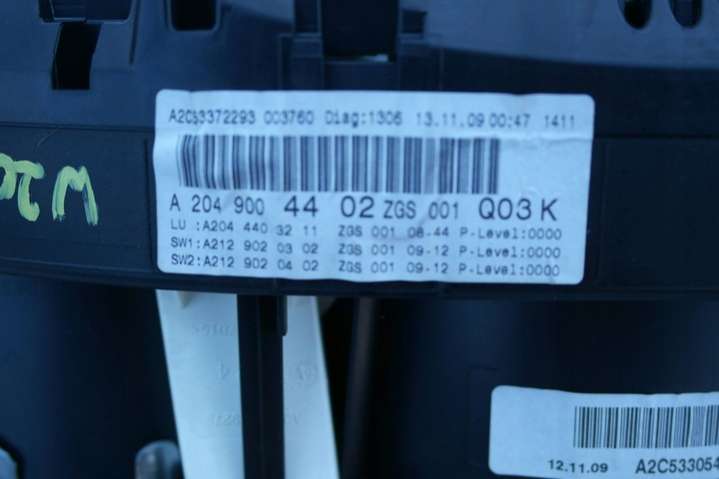 A2C53372293 003760 Diag:1306 13.11.09 00:47 1411
A 204 900 44 02 ZGS 001 Q03 K
LU :A204 440 32 11 ZGS 001 08-44 P-Level:0000
SW1:A212 902 03 02 ZGS 001 09-12 P-Level:0000
SW2:A212 902 04 02 ZGS 001 09-12 P-Level:0000
12.11.09 A2C533054